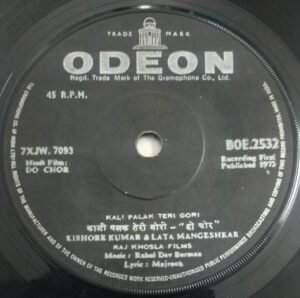 TRADE MARK
ODEON
Regd. Trade Mark of The Gramophone Co., Ltd.
45 R.P.M.
7XJW. 7093
BOE.2532
Hindi Film:
DO CHOR
Recording First
Published 1972
KALI PALAK TERI GORI
काली पलक तेरी गोरी - "दो चोर"
KISHORE KUMAR & LATA MANGESHKAR
RAJ KHOSLA FILMS
Music : Rahul Dev Burman
Lyric : Majrooh